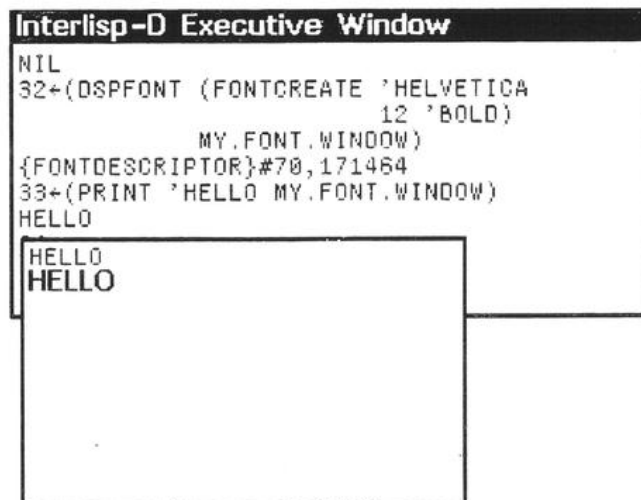 Interlisp-D Executive Window
NIL
32←(DSPFONT (FONTCREATE 'HELVETICA
12 'BOLD)
MY.FONT.WINDOW)
{FONTDESCRIPTOR}#70,171464
33←(PRINT 'HELLO MY.FONT.WINDOW)
HELLO
HELLO
HELLO